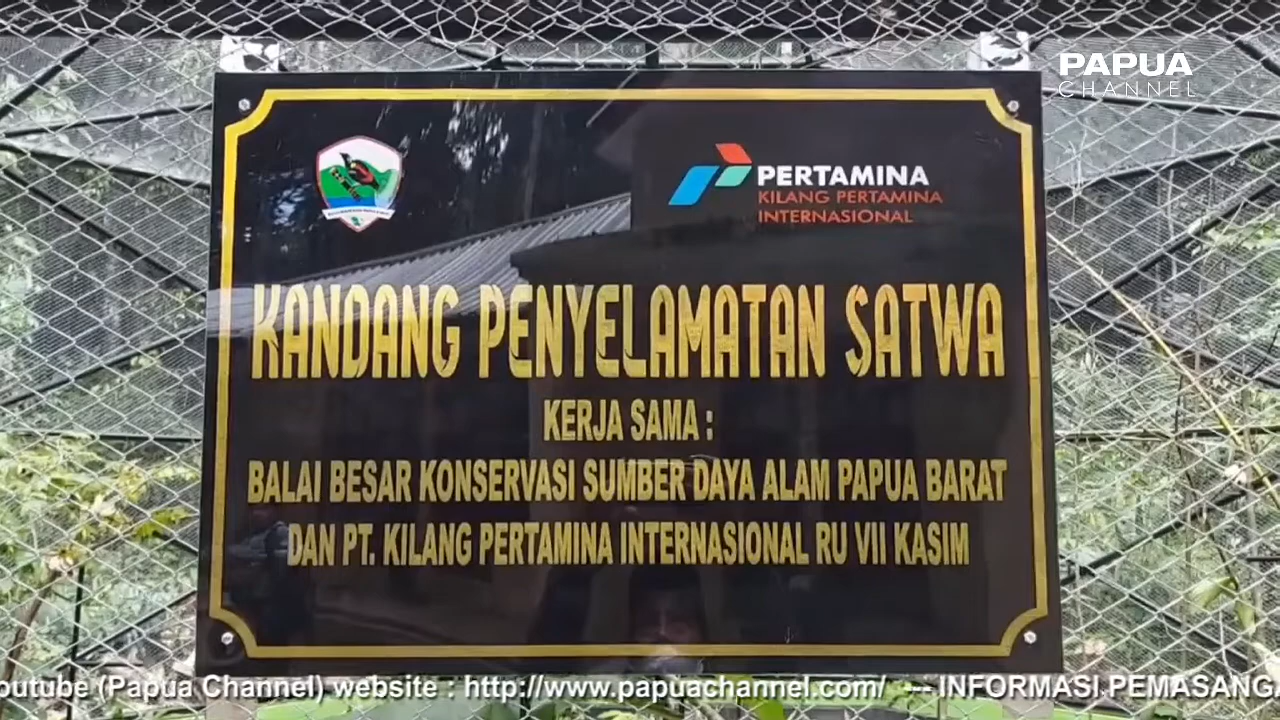 PAPUA
CHANNEL
PERTAMINA
KILANG PERTAMINA
INTERNASIONAL
KANDANG PENYELAMATAN SATWA
KERJA SAMA :
BALAI BESAR KONSERVASI SUMBER DAYA ALAM PAPUA BARAT
DAN PT. KILANG PERTAMINA INTERNASIONAL RU VII KASIM
outube (Papua Channel) website : http://www.papuachannel.com/ --- INFORMASI PEMASANGA